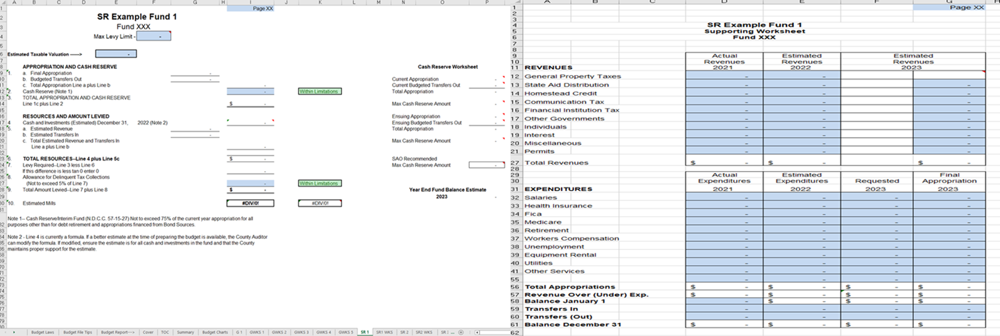 Page XX
SR Example Fund 1
Fund XXX
Max Levy Limit - -
Estimated Taxable Valuation ------> -
APPROPRIATION AND CASH RESERVE
1. a. Final Appropriation -
b. Budgeted Transfers Out -
c. Total Appropriation Line a plus Line b -
2. Cash Reserve (Note 1) - Within Limitations
3. TOTAL APPROPRIATION AND CASH RESERVE
Line 1c plus Line 2 $ -
RESOURCES AND AMOUNT LEVIED
4 Cash and Investments (Estimated) December 31, 2022 (Note 2) -
5. a. Estimated Revenue -
b. Estimated Transfers In -
c. Total Estimated Revenue and Transfers In
Line a plus Line b -
6. TOTAL RESOURCES--Line 4 plus Line 5c $ -
7. Levy Required--Line 3 less Line 6
If this difference is less tan 0 enter 0 -
8. Allowance for Delinquent Tax Collections
(Not to exceed 5% of Line 7) - Within Limitations
9. Total Amount Levied--Line 7 plus Line 8 $ -
10. Estimated Mills #DIV/0! #DIV/0!
Note 1-- Cash Reserve/Interim Fund (N.D.C.C. 57-15-27) Not to exceed 75% of the current year appropriation for all
purposes other than for debt retirement and appropriations financed from Bond Sources.
Note 2 - Line 4 is currently a formula. If a better estimate at the time of preparing the budget is available, the County Auditor
can modify the formula. If modified, ensure the estimate is for all cash and investments in the fund and that the County
maintains proper support for the estimate.
Cash Reserve Worksheet
Current Appropriation -
Current Budgeted Transfers Out -
Total Appropriation -
Max Cash Reserve Amount -
Ensuing Appropriation -
Ensuing Budgeted Transfers Out -
Total Appropriation -
Max Cash Reserve Amount -
SAO Recommended
Max Cash Reserve Amount -
Year End Fund Balance Estimate
2023 -
Budget Laws Budget File Tips Budget Report---> Cover TOC Summary Budget Charts G 1 GWKS 1 GWKS 2 GWKS 3 GWKS 4 GWKS 5 SR 1 SR1 WKS SR 2 SR2 WKS SR ...
Page XX
SR Example Fund 1
Supporting Worksheet
Fund XXX
Actual Estimated Estimated
Revenues Revenues Revenues
REVENUES 2021 2022 2023
General Property Taxes - -
State Aid Distribution - - -
Homestead Credit - - -
Communication Tax - - -
Financial Institution Tax - - -
Other Governments - - -
Individuals - - -
Interest - - -
Miscellaneous - - -
Permits - - -
Total Revenues $ - $ - $ -
Actual Estimated Final
Expenditures Expenditures Requested Appropriation
EXPENDITURES 2021 2022 2023 2023
Salaries - - - -
Health Insurance - - - -
Fica - - - -
Medicare - - - -
Retirement - - - -
Workers Compensation - - - -
Unemployment - - - -
Equipment Rental - - - -
Utilities - - - -
Other Services - - - -
- - - -
Total Appropriations $ - $ - $ - $ -
Revenue Over (Under) Exp. $ - $ - $ - $ -
Balance January 1 $ - $ - $ -
Transfers In - - - -
Transfers (Out) - - - -
Balance December 31 $ - $ - $ - $ -